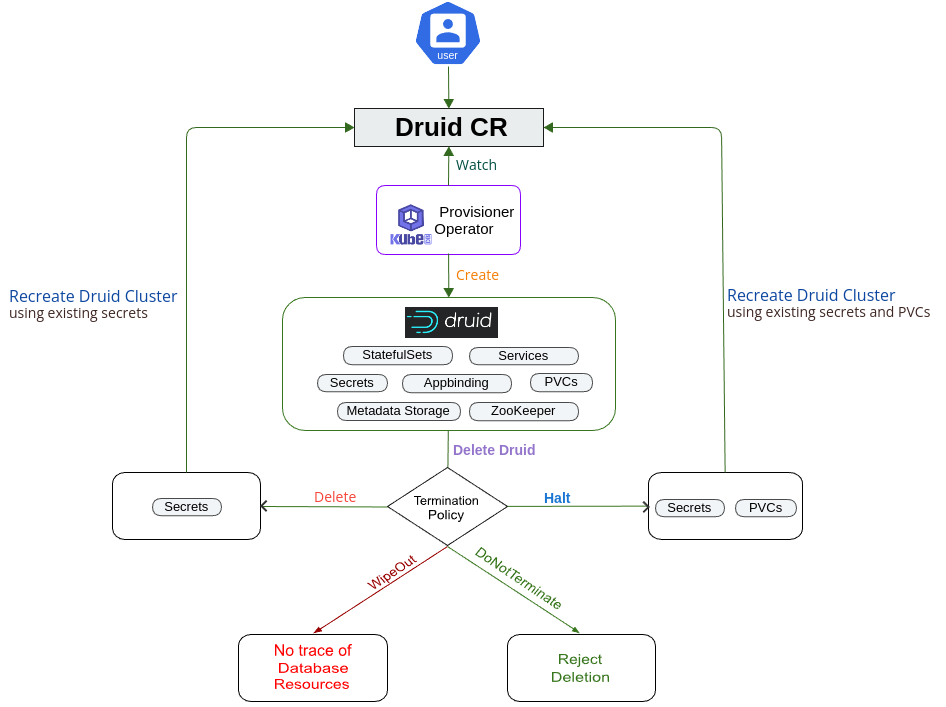 user
Druid CR
Watch
Provisioner
Operator
KubeDB
Create
Recreate Druid Cluster
using existing secrets
Recreate Druid Cluster
using existing secrets and PVCs
druid
StatefulSets
Services
Secrets
Appbinding
PVCs
Metadata Storage
ZooKeeper
Delete Druid
Termination
Policy
Delete
Halt
Secrets
Secrets
PVCs
WipeOut
DoNotTerminate
No trace of
Database
Resources
Reject
Deletion